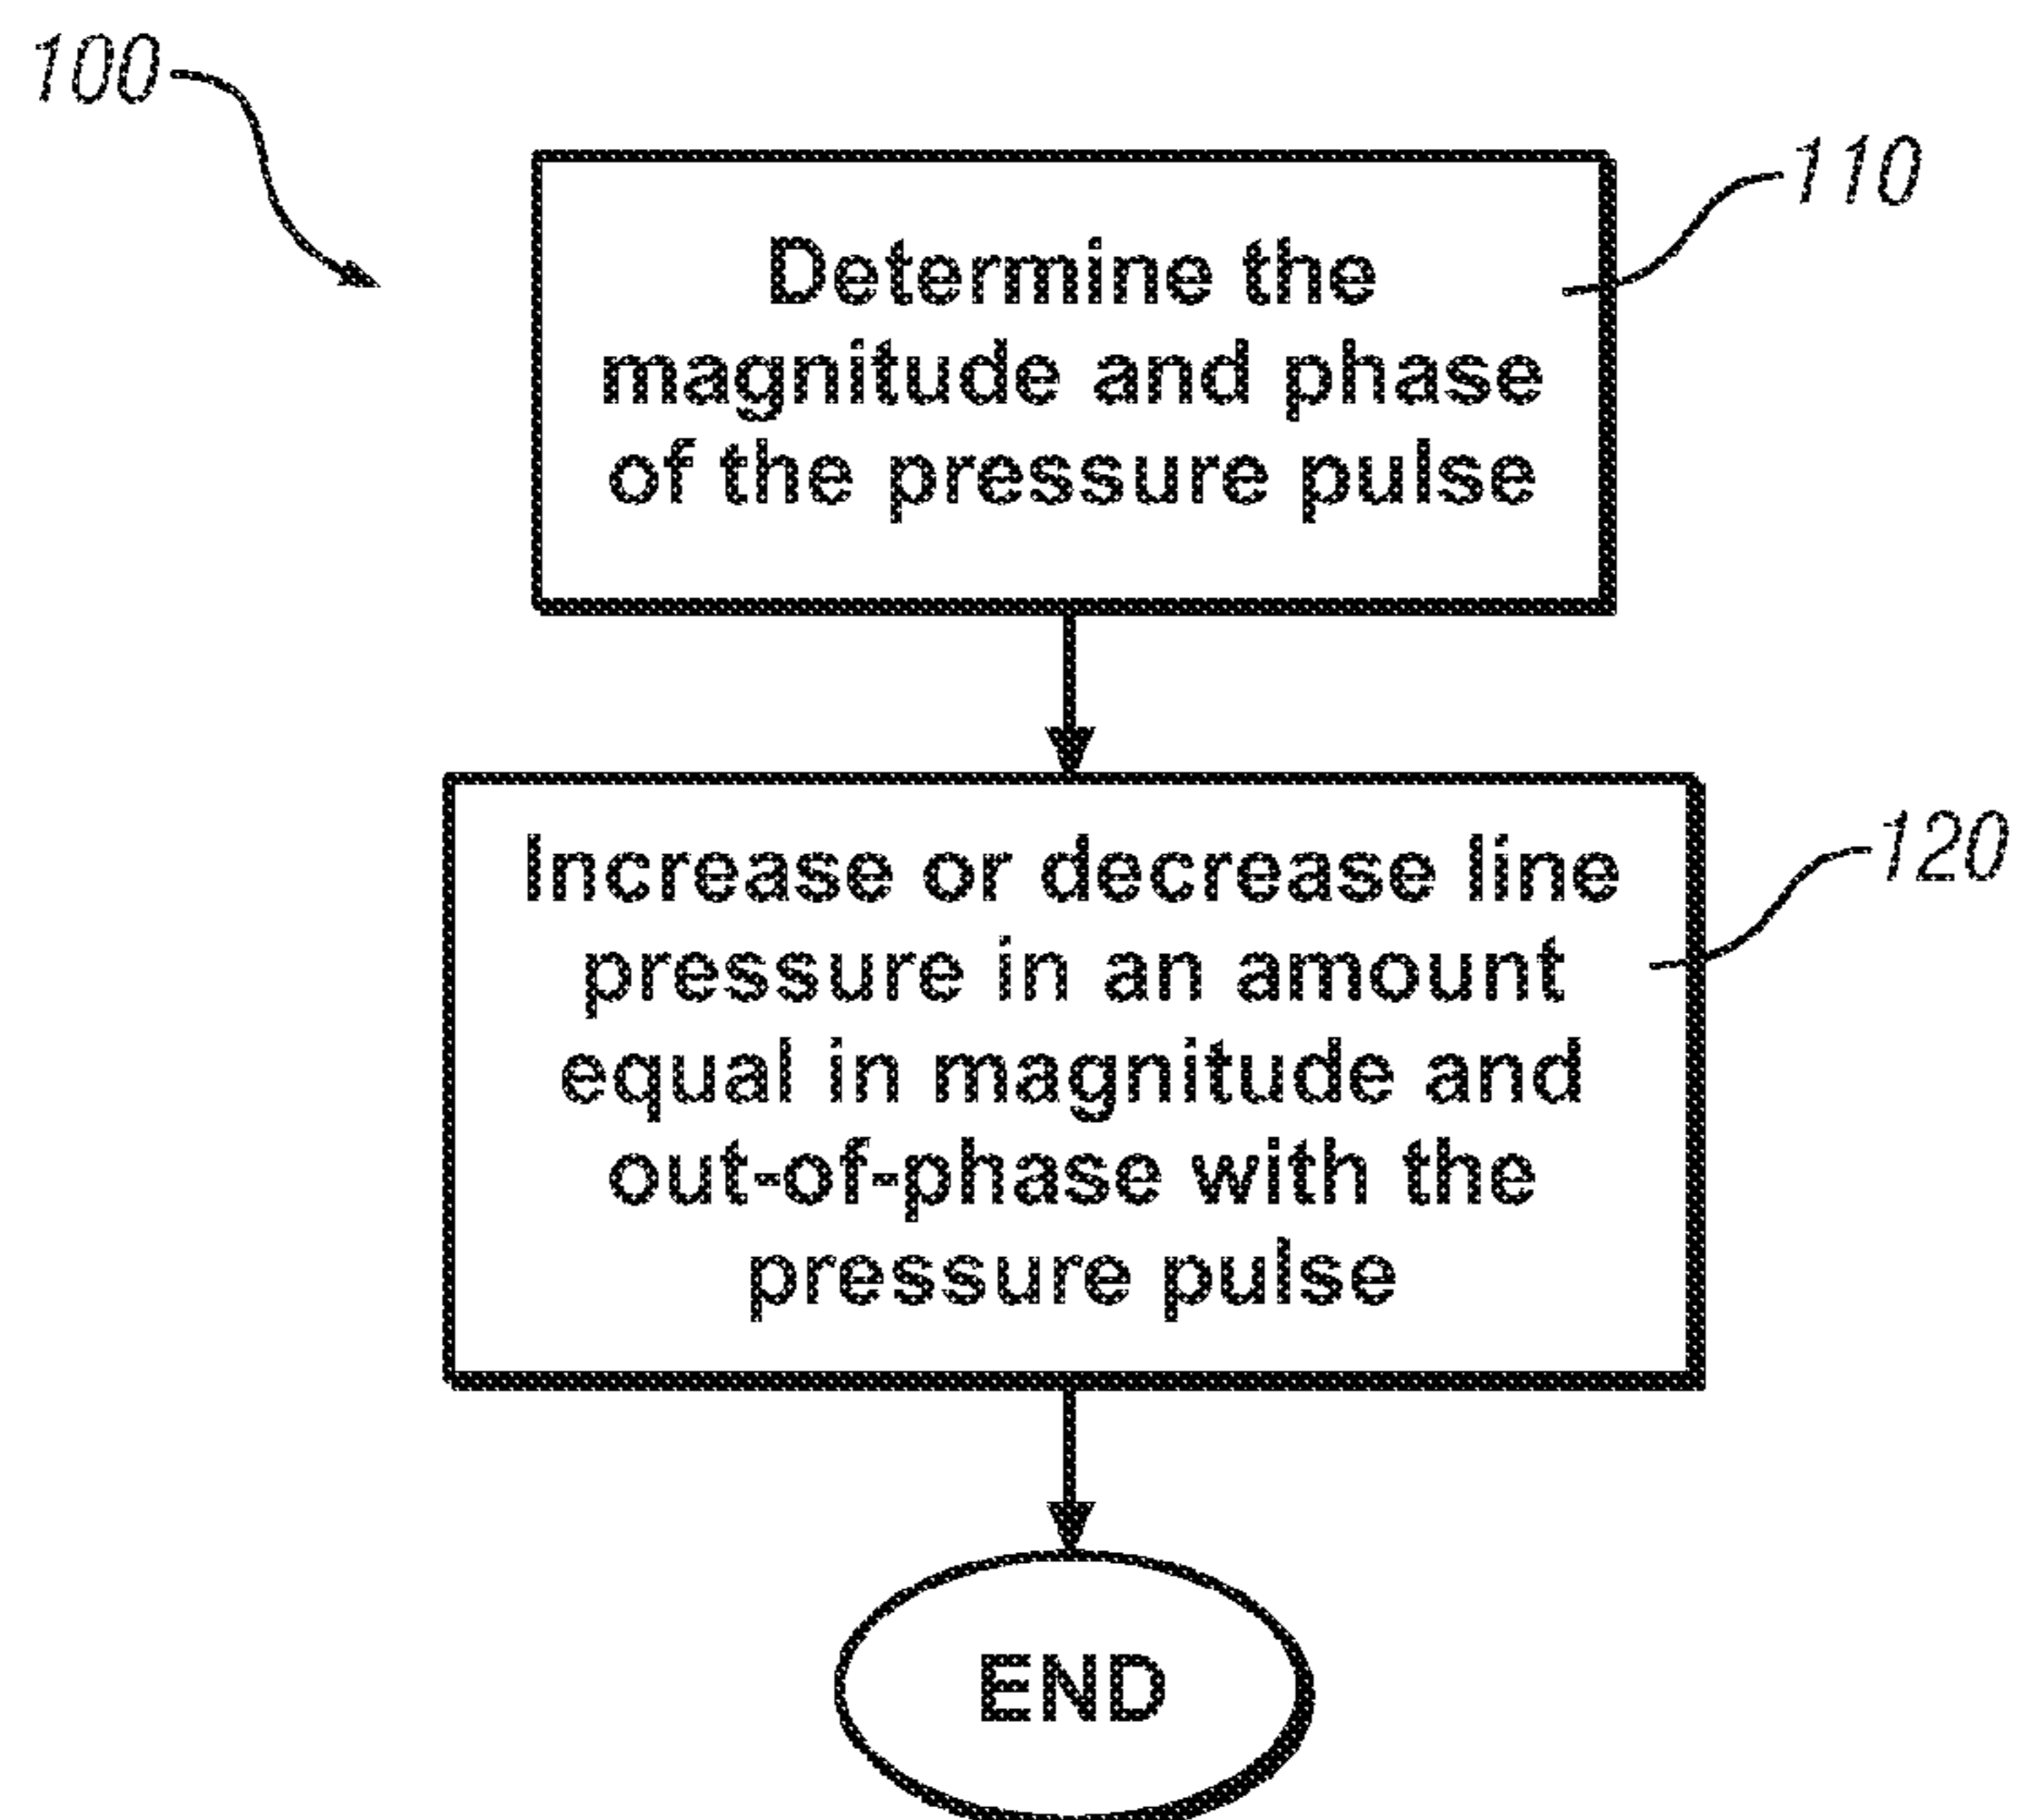 100
110
Determine the
magnitude and phase
of the pressure pulse
120
Increase or decrease line
pressure in an amount
equal in magnitude and
out-of-phase with the
pressure pulse
END